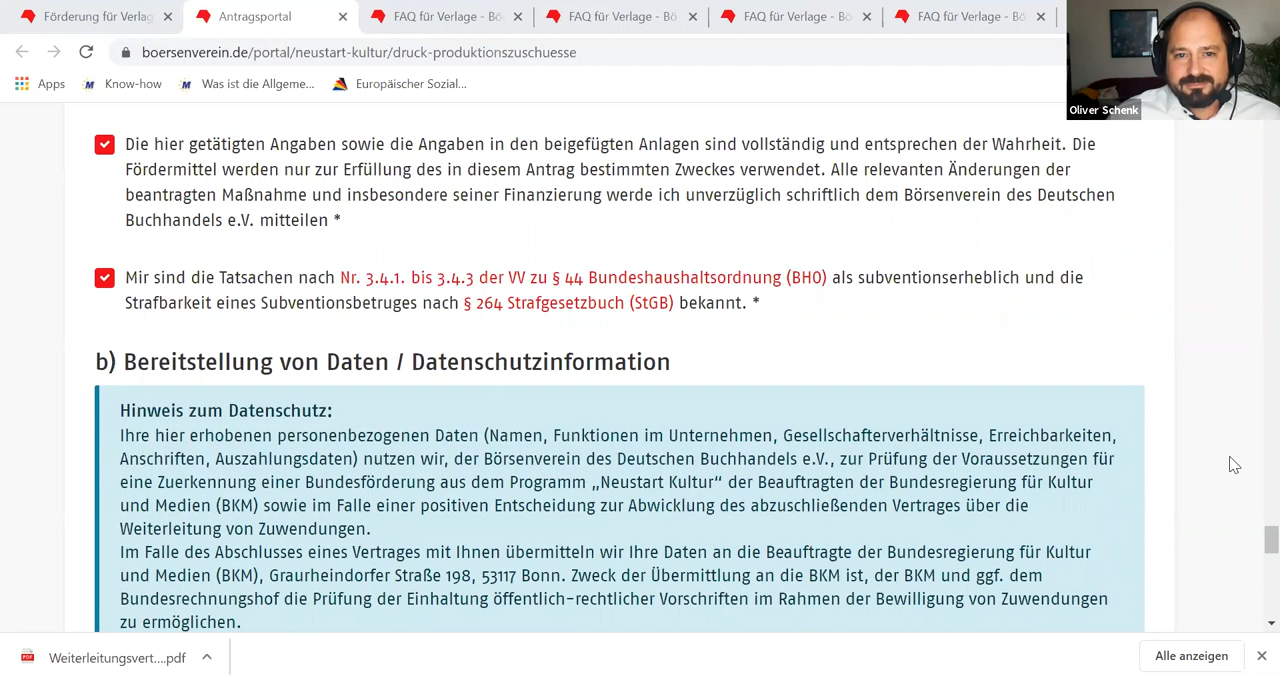 Förderung für Verlag
Antragsportal
FAQ für Verlage - Bö
FAQ für Verlage - Bö
FAQ für Verlage - Bö
FAQ für Verlage - Bö
boersenverein.de/portal/neustart-kultur/druck-produktionszuschuesse
Apps
Know-how
Was ist die Allgeme...
Europäischer Sozial...
Oliver Schenk
Die hier getätigten Angaben sowie die Angaben in den beigefügten Anlagen sind vollständig und entsprechen der Wahrheit. Die
Fördermittel werden nur zur Erfüllung des in diesem Antrag bestimmten Zweckes verwendet. Alle relevanten Änderungen der
beantragten Maßnahme und insbesondere seiner Finanzierung werde ich unverzüglich schriftlich dem Börsenverein des Deutschen
Buchhandels e.V. mitteilen *
Mir sind die Tatsachen nach Nr. 3.4.1. bis 3.4.3 der VV zu § 44 Bundeshaushaltsordnung (BHO) als subventionserheblich und die
Strafbarkeit eines Subventionsbetruges nach § 264 Strafgesetzbuch (StGB) bekannt. *
b) Bereitstellung von Daten / Datenschutzinformation
Hinweis zum Datenschutz:
Ihre hier erhobenen personenbezogenen Daten (Namen, Funktionen im Unternehmen, Gesellschafterverhältnisse, Erreichbarkeiten,
Anschriften, Auszahlungsdaten) nutzen wir, der Börsenverein des Deutschen Buchhandels e.V., zur Prüfung der Voraussetzungen für
eine Zuerkennung einer Bundesförderung aus dem Programm „Neustart Kultur“ der Beauftragten der Bundesregierung für Kultur
und Medien (BKM) sowie im Falle einer positiven Entscheidung zur Abwicklung des abzuschließenden Vertrages über die
Weiterleitung von Zuwendungen.
Im Falle des Abschlusses eines Vertrages mit Ihnen übermitteln wir Ihre Daten an die Beauftragte der Bundesregierung für Kultur
und Medien (BKM), Graurheindorfer Straße 198, 53117 Bonn. Zweck der Übermittlung an die BKM ist, der BKM und ggf. dem
Bundesrechnungshof die Prüfung der Einhaltung öffentlich-rechtlicher Vorschriften im Rahmen der Bewilligung von Zuwendungen
zu ermöglichen.
Weiterleitungsvert....pdf
Alle anzeigen